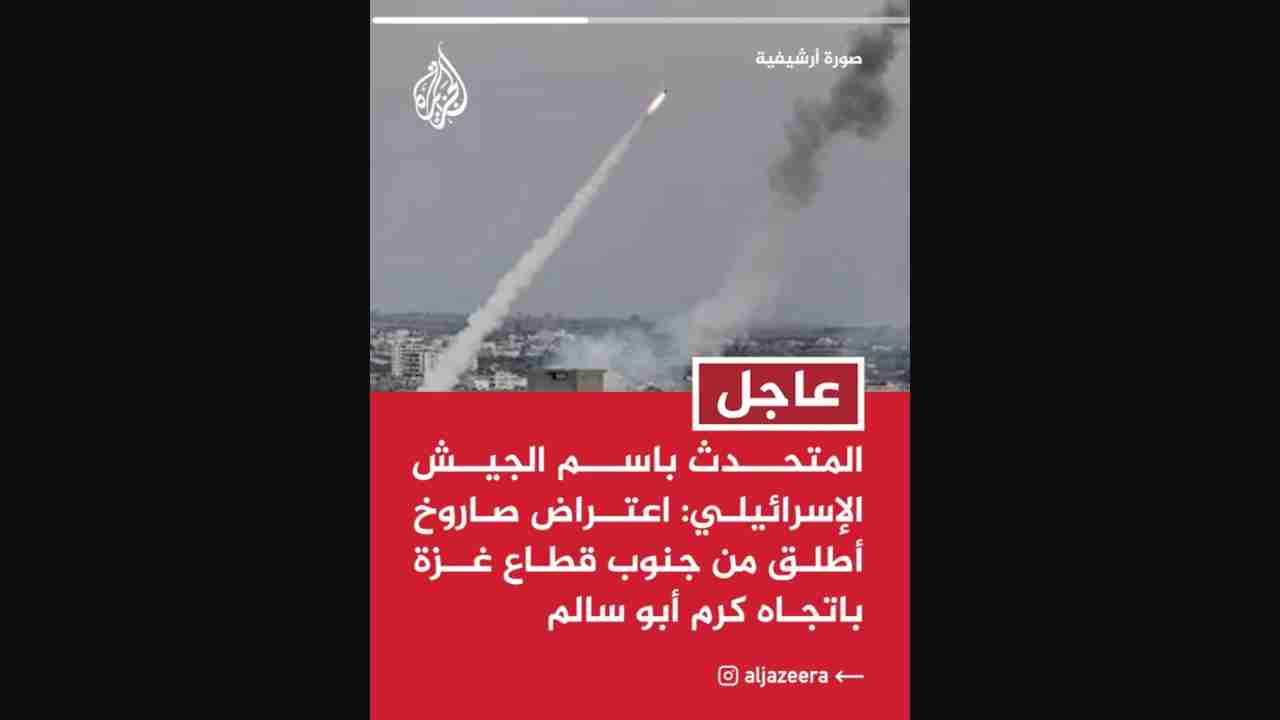 صورة أرشيفية
الجزيرة
عاجل
المتحدث باسم الجيش
الإسرائيلي: اعتراض صاروخ
أطلق من جنوب قطاع غزة
باتجاه كرم أبو سالم
aljazeera